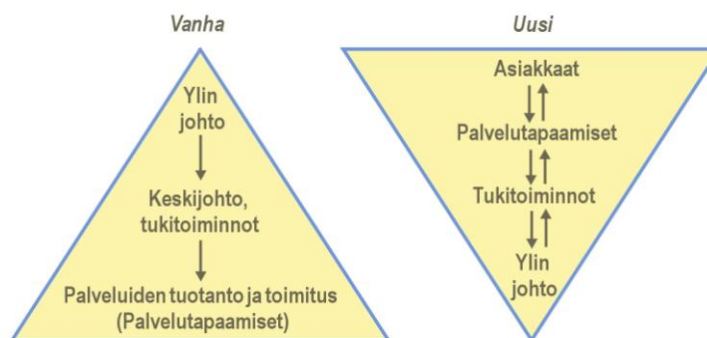 Vanha
Ylin
johto
Keskijohto,
tukitoiminnot
Palveluiden tuotanto ja toimitus
(Palvelutapaamiset)
Uusi
Asiakkaat
Palvelutapaamiset
Tukitoiminnot
Ylin
johto